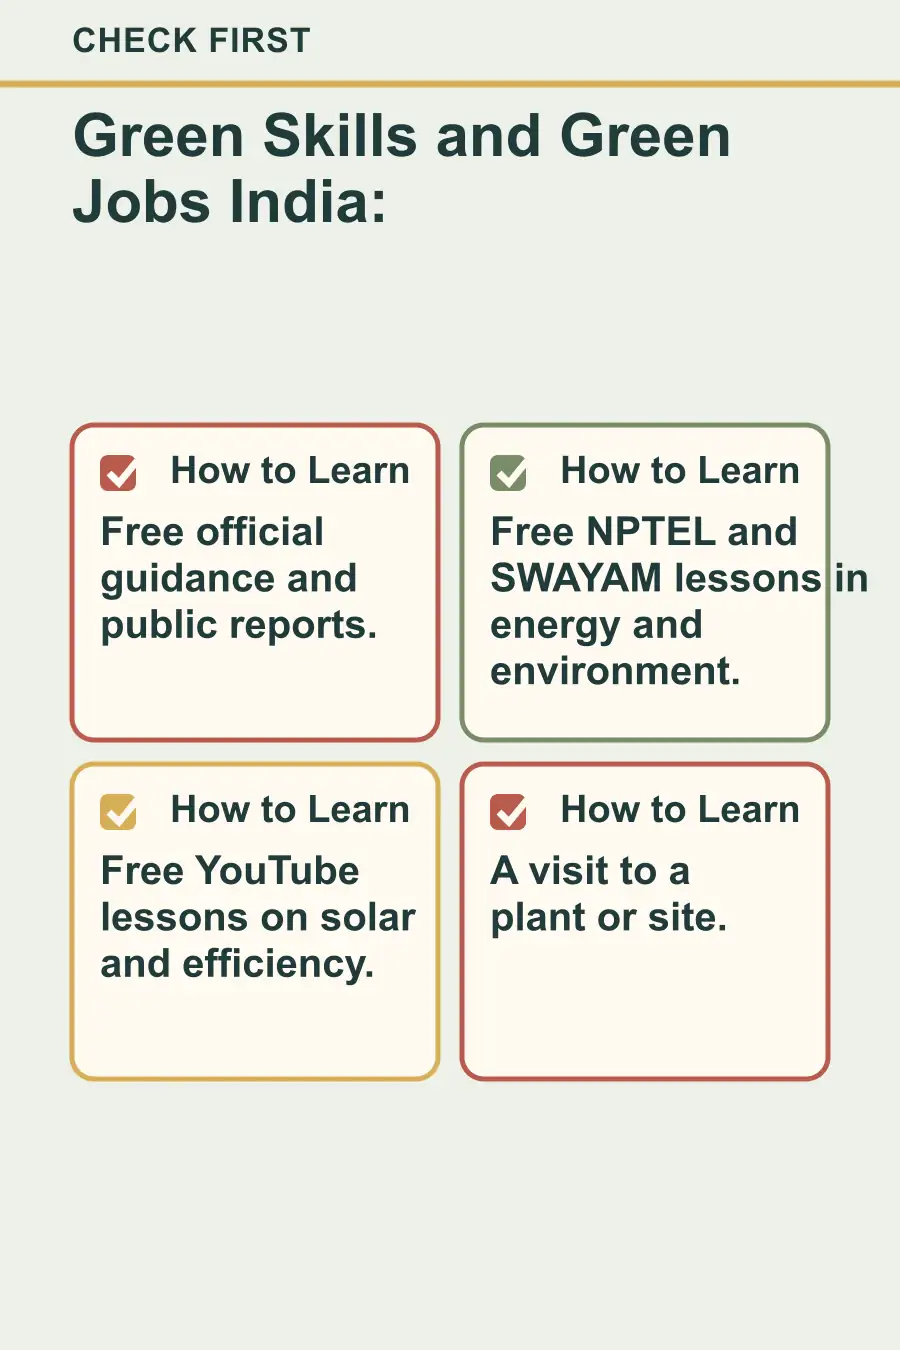 CHECK FIRST
Green Skills and Green
Jobs India:
How to Learn
Free official
guidance and
public reports.
How to Learn
Free NPTEL and
SWAYAM lessons in
energy and
environment.
How to Learn
Free YouTube
lessons on solar
and efficiency.
How to Learn
A visit to a
plant or site.